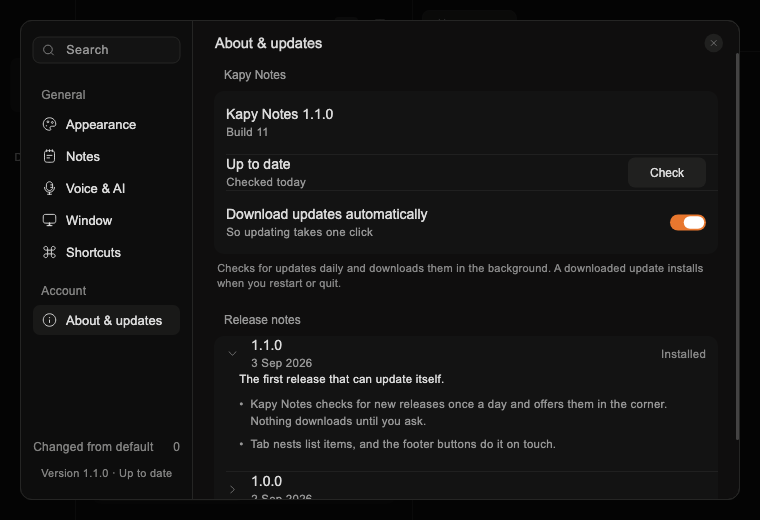 Search
General
Appearance
Notes
Voice & AI
Window
Shortcuts
Account
About & updates
Changed from default 0
Version 1.1.0 · Up to date
About & updates
Kapy Notes
Kapy Notes 1.1.0
Build 11
Up to date
Checked today
Check
Download updates automatically
So updating takes one click
Checks for updates daily and downloads them in the background. A downloaded update installs
when you restart or quit.
Release notes
1.1.0
3 Sep 2026
Installed
The first release that can update itself.
• Kapy Notes checks for new releases once a day and offers them in the corner.
Nothing downloads until you ask.
• Tab nests list items, and the footer buttons do it on touch.
1.0.0
2 Sep 2026